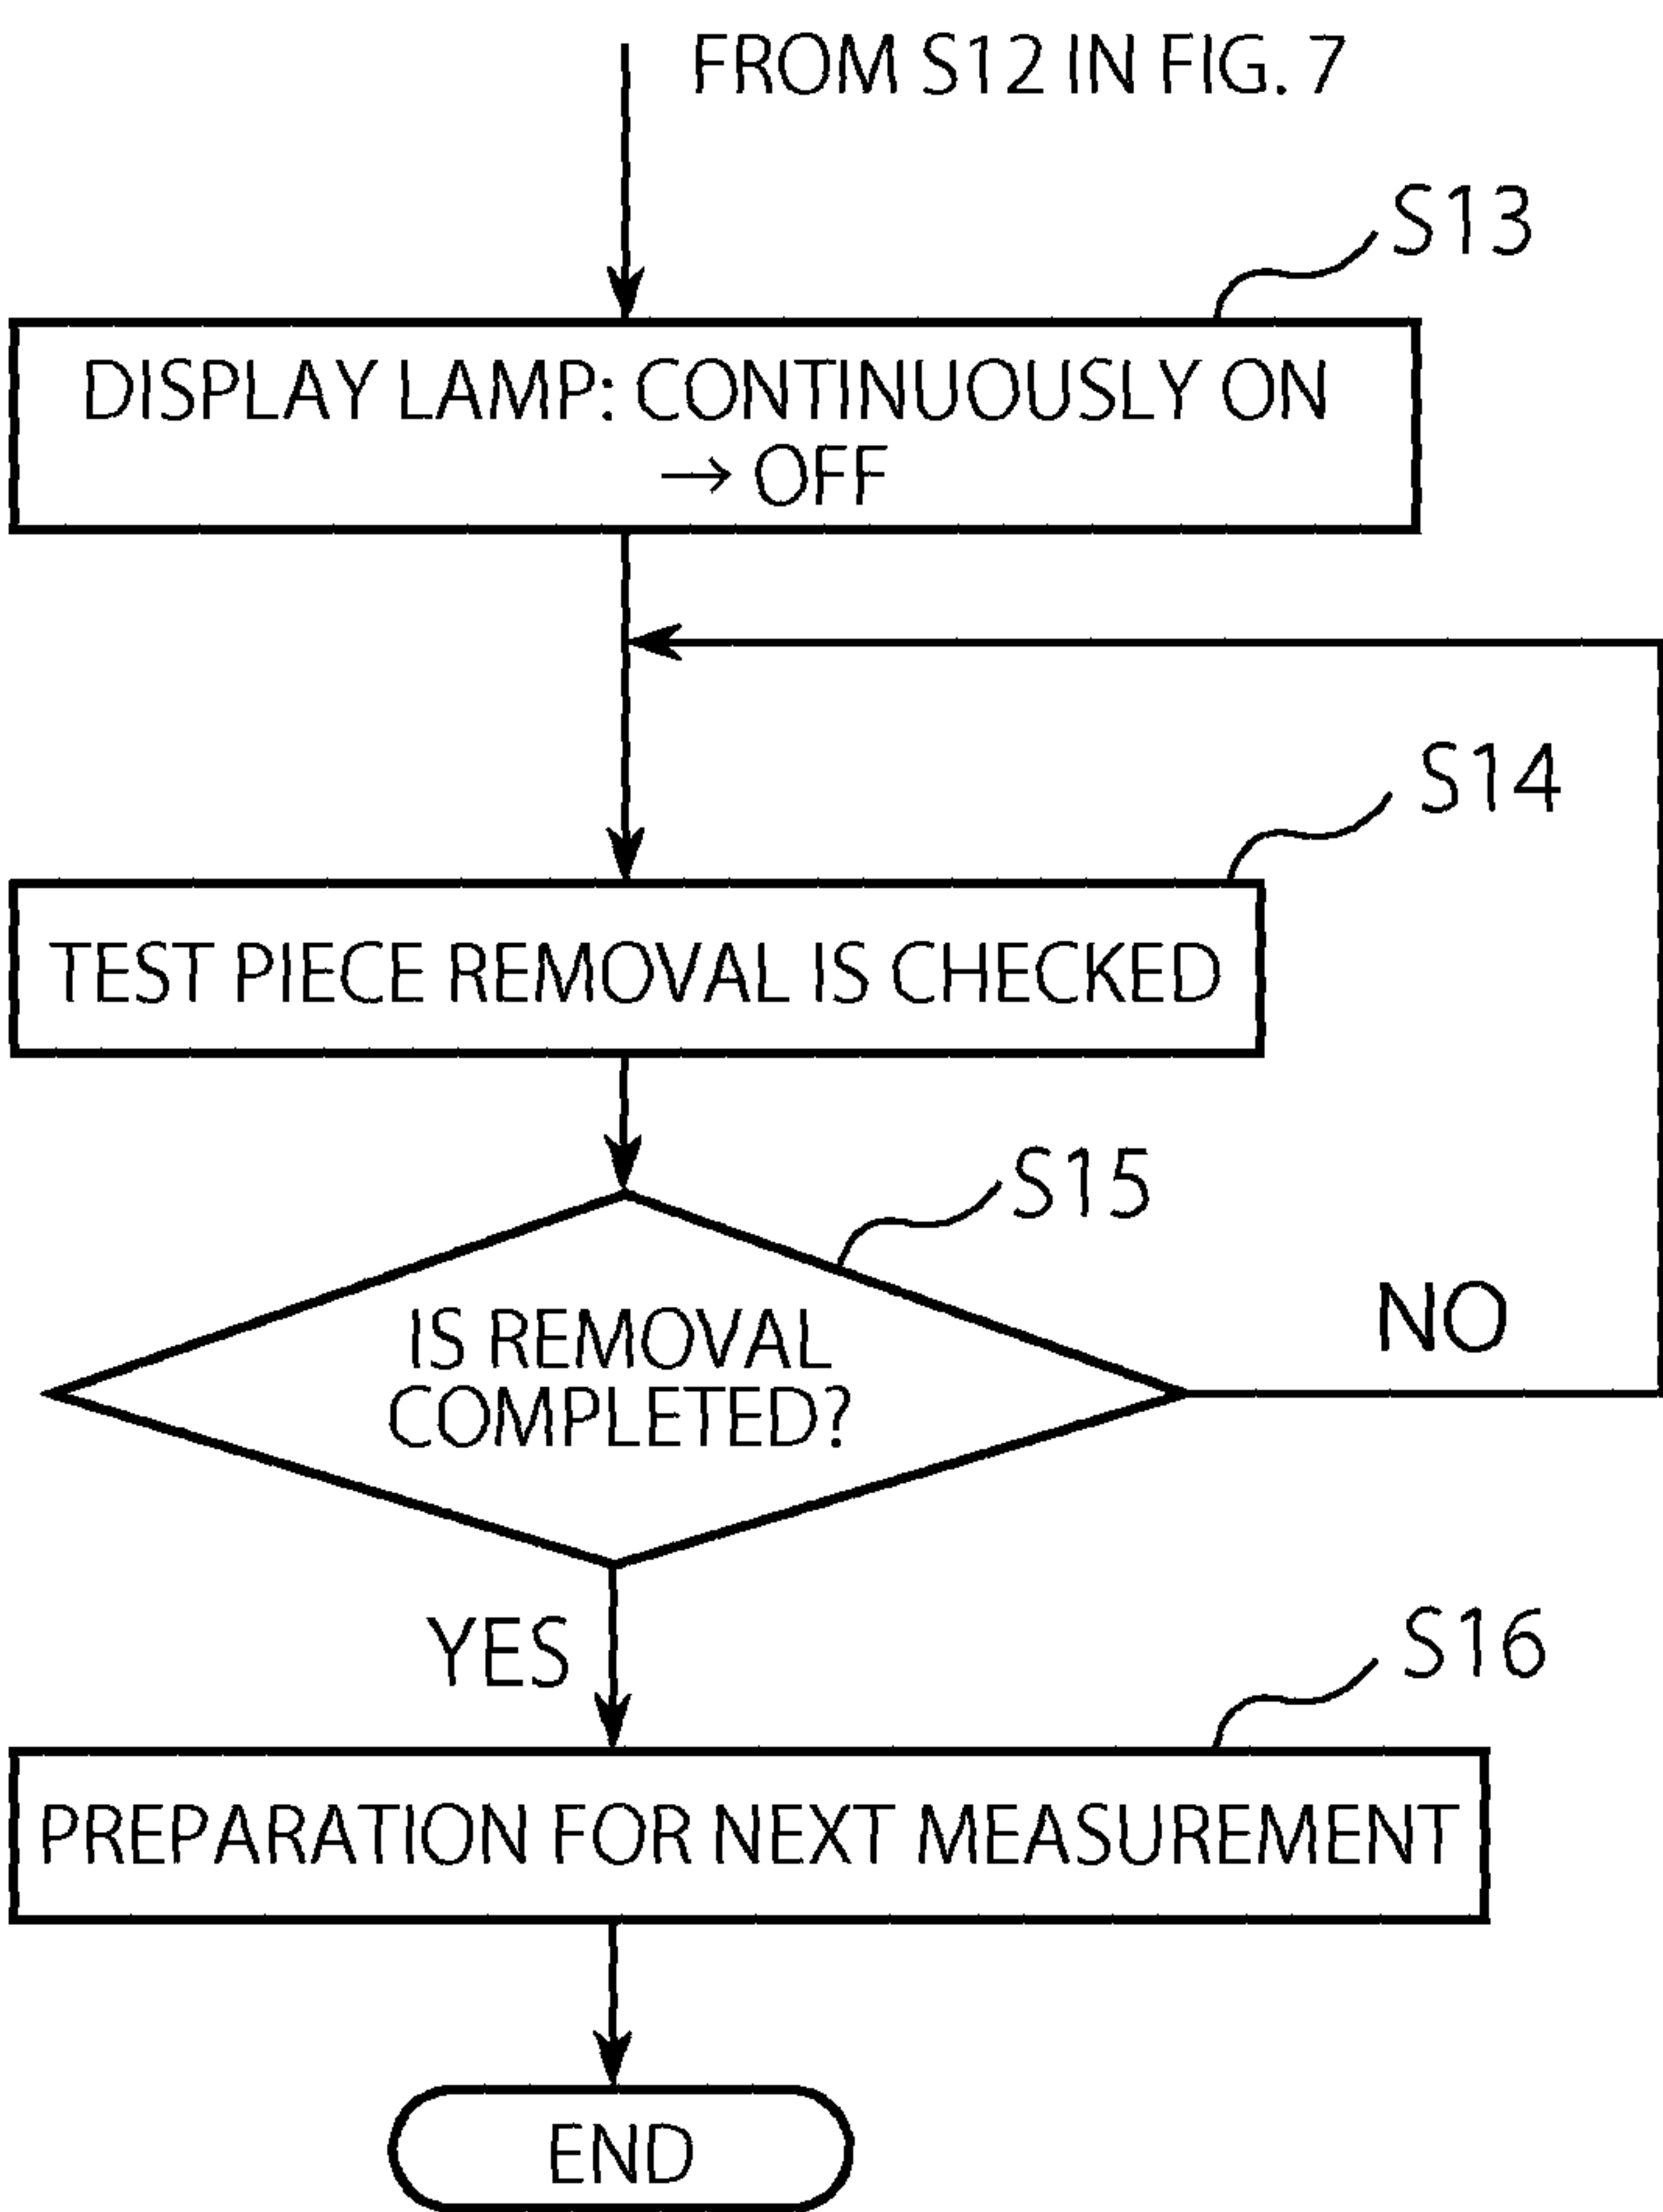 FROM S12 IN FIG. 7
S13
DISPLAY LAMP: CONTINUOUSLY ON
→ OFF
S14
TEST PIECE REMOVAL IS CHECKED
S15
IS REMOVAL
COMPLETED?
NO
YES
S16
PREPARATION FOR NEXT MEASUREMENT
END